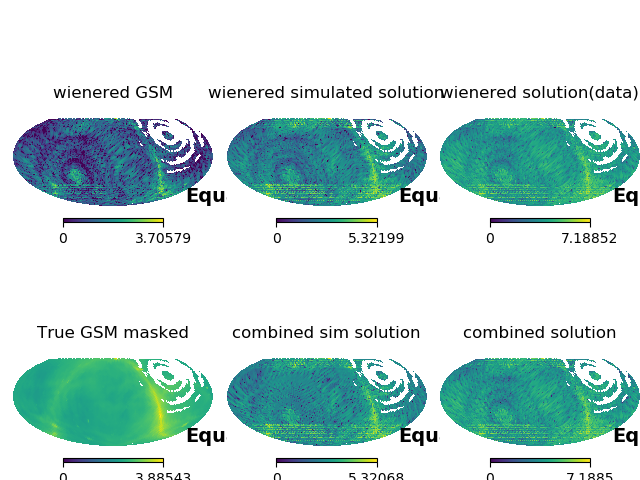 wienered GSM
wienered simulated solution
wienered solution(data)
Equ
Equ
Eq
0 3.70579
0 5.32199
0 7.18852
True GSM masked
combined sim solution
combined solution
Equ
Equ
Eq
0 3.88543
0 5.32068
0 7.1885